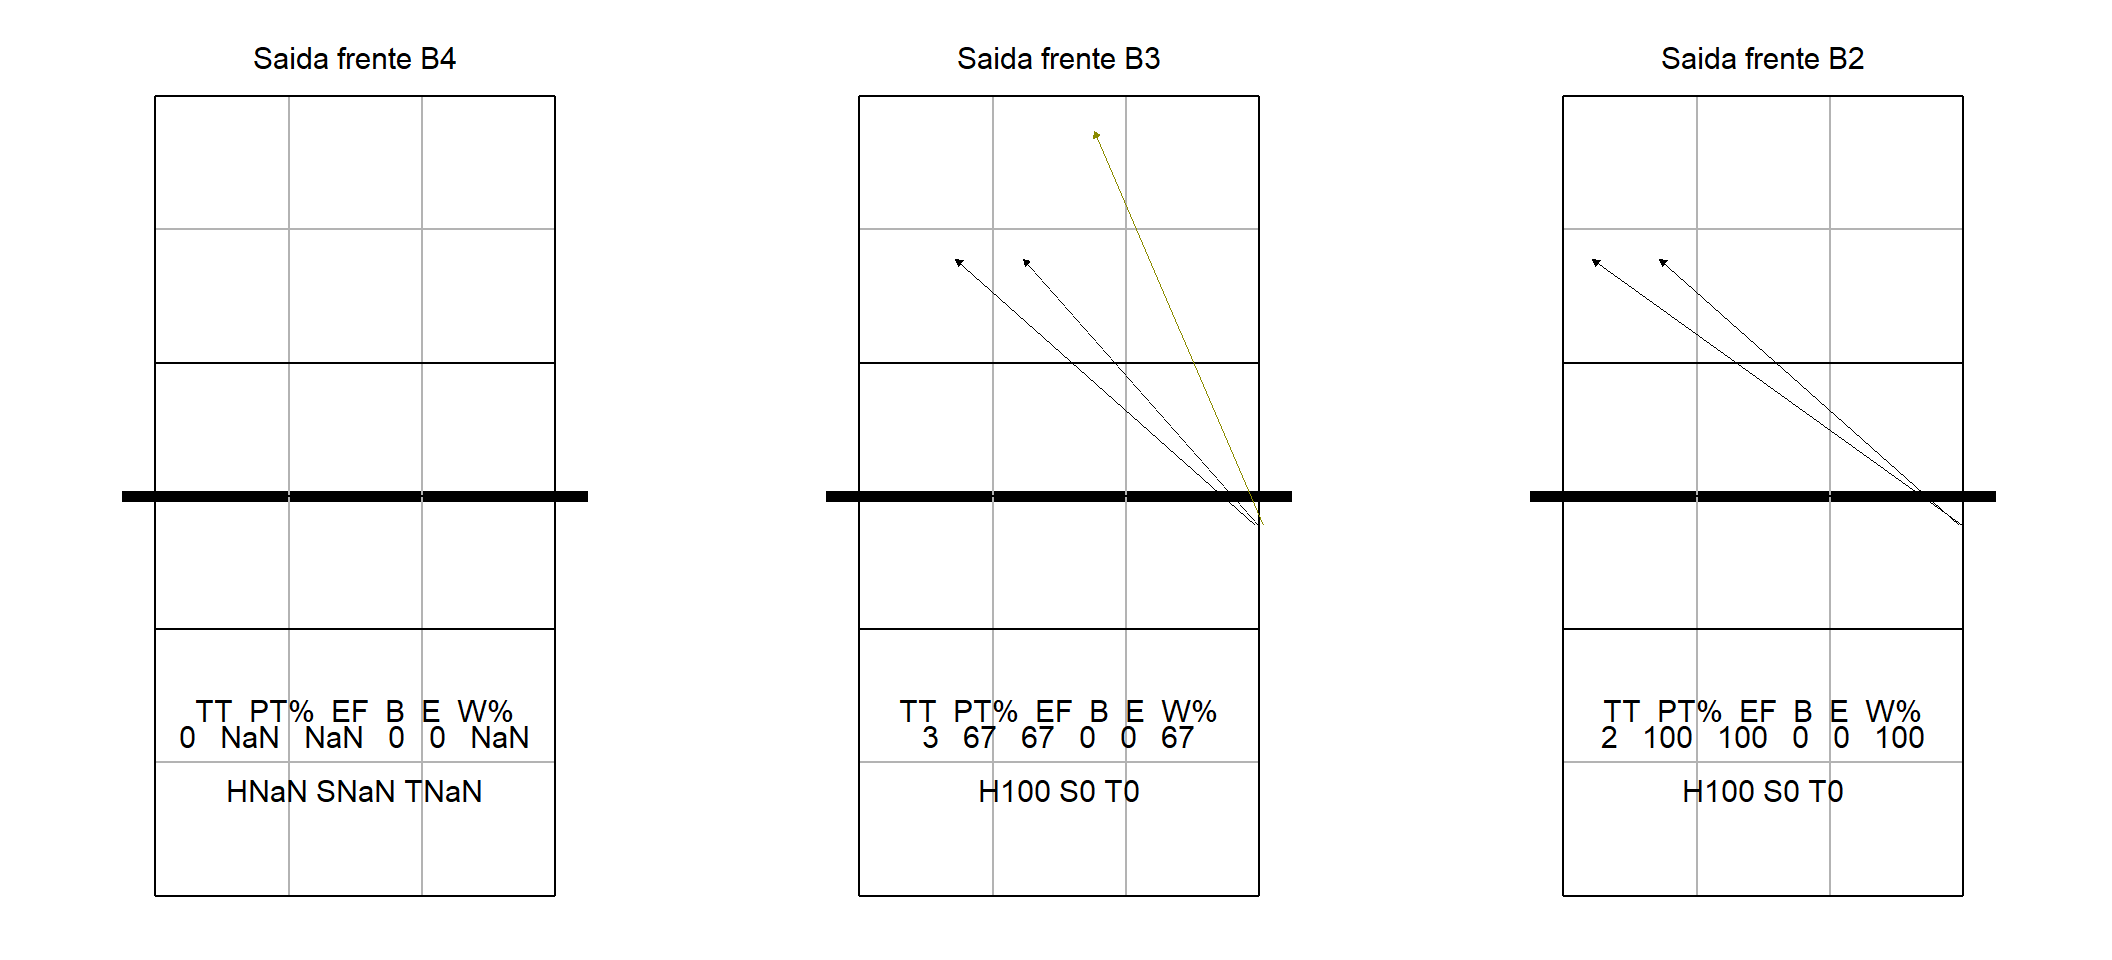 Saida frente B4
TT PT% EF B E W%
0 NaN NaN 0 0 NaN
HNaN SNaN TNaN
Saida frente B3
TT PT% EF B E W%
3 67 67 0 0 67
H100 S0 T0
Saida frente B2
TT PT% EF B E W%
2 100 100 0 0 100
H100 S0 T0